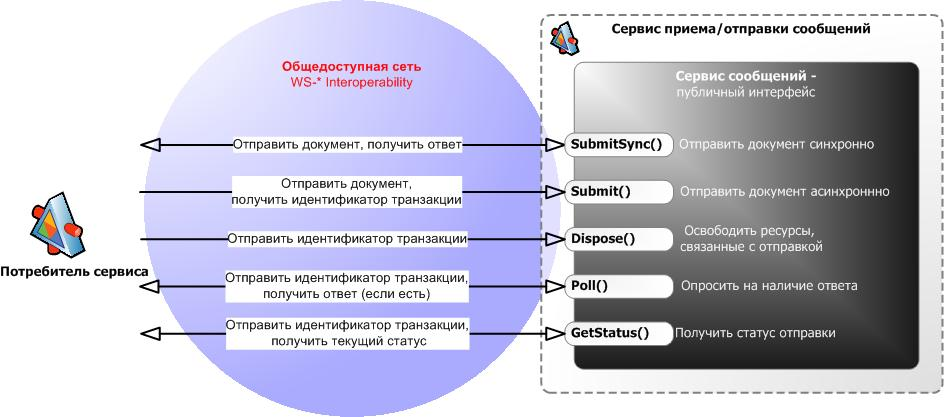 Сервис приема/отправки сообщений
Общедоступная сеть
WS-* Interoperability
Сервис сообщений -
публичный интерфейс
Отправить документ, получить ответ
SubmitSync()
Отправить документ синхронно
Отправить документ,
получить идентификатор транзакции
Submit()
Отправить документ асинхроннно
Отправить идентификатор транзакции
Dispose()
Освободить ресурсы,
связанные с отправкой
Потребитель сервиса
Отправить идентификатор транзакции,
получить ответ (если есть)
Poll()
Опросить на наличие ответа
Отправить идентификатор транзакции,
получить текущий статус
GetStatus()
Получить статус отправки